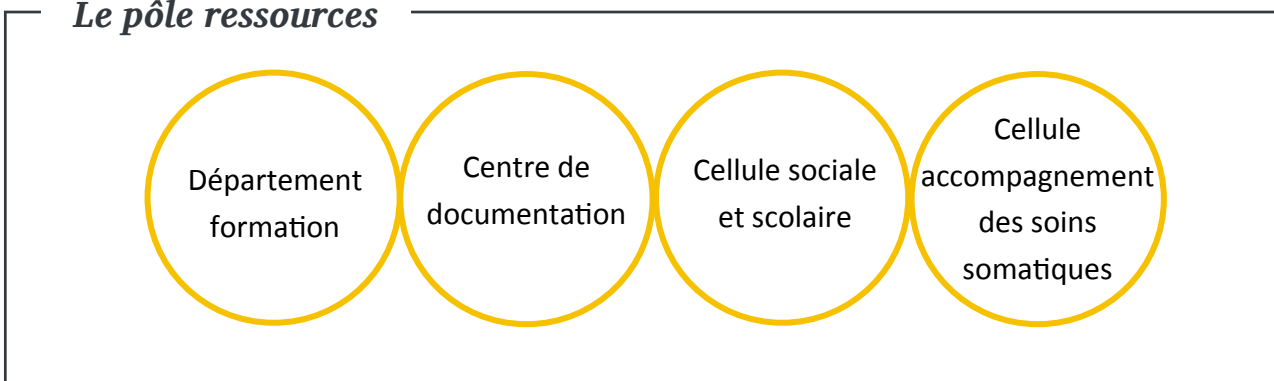 Le pôle ressources
Département
formation
Centre de
documentation
Cellule sociale
et scolaire
Cellule
accompagnement
des soins
somatiques